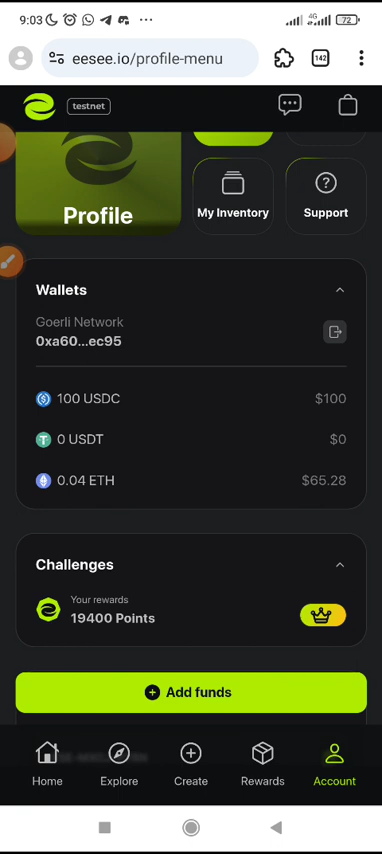 9:03
4G
72
eesee.io/profile-menu
142
testnet
Profile
My Inventory
Support
Wallets
Goerli Network
0xa60...ec95
100 USDC $100
0 USDT $0
0.04 ETH $65.28
Challenges
Your rewards
19400 Points
Add funds
Home Explore Create Rewards Account